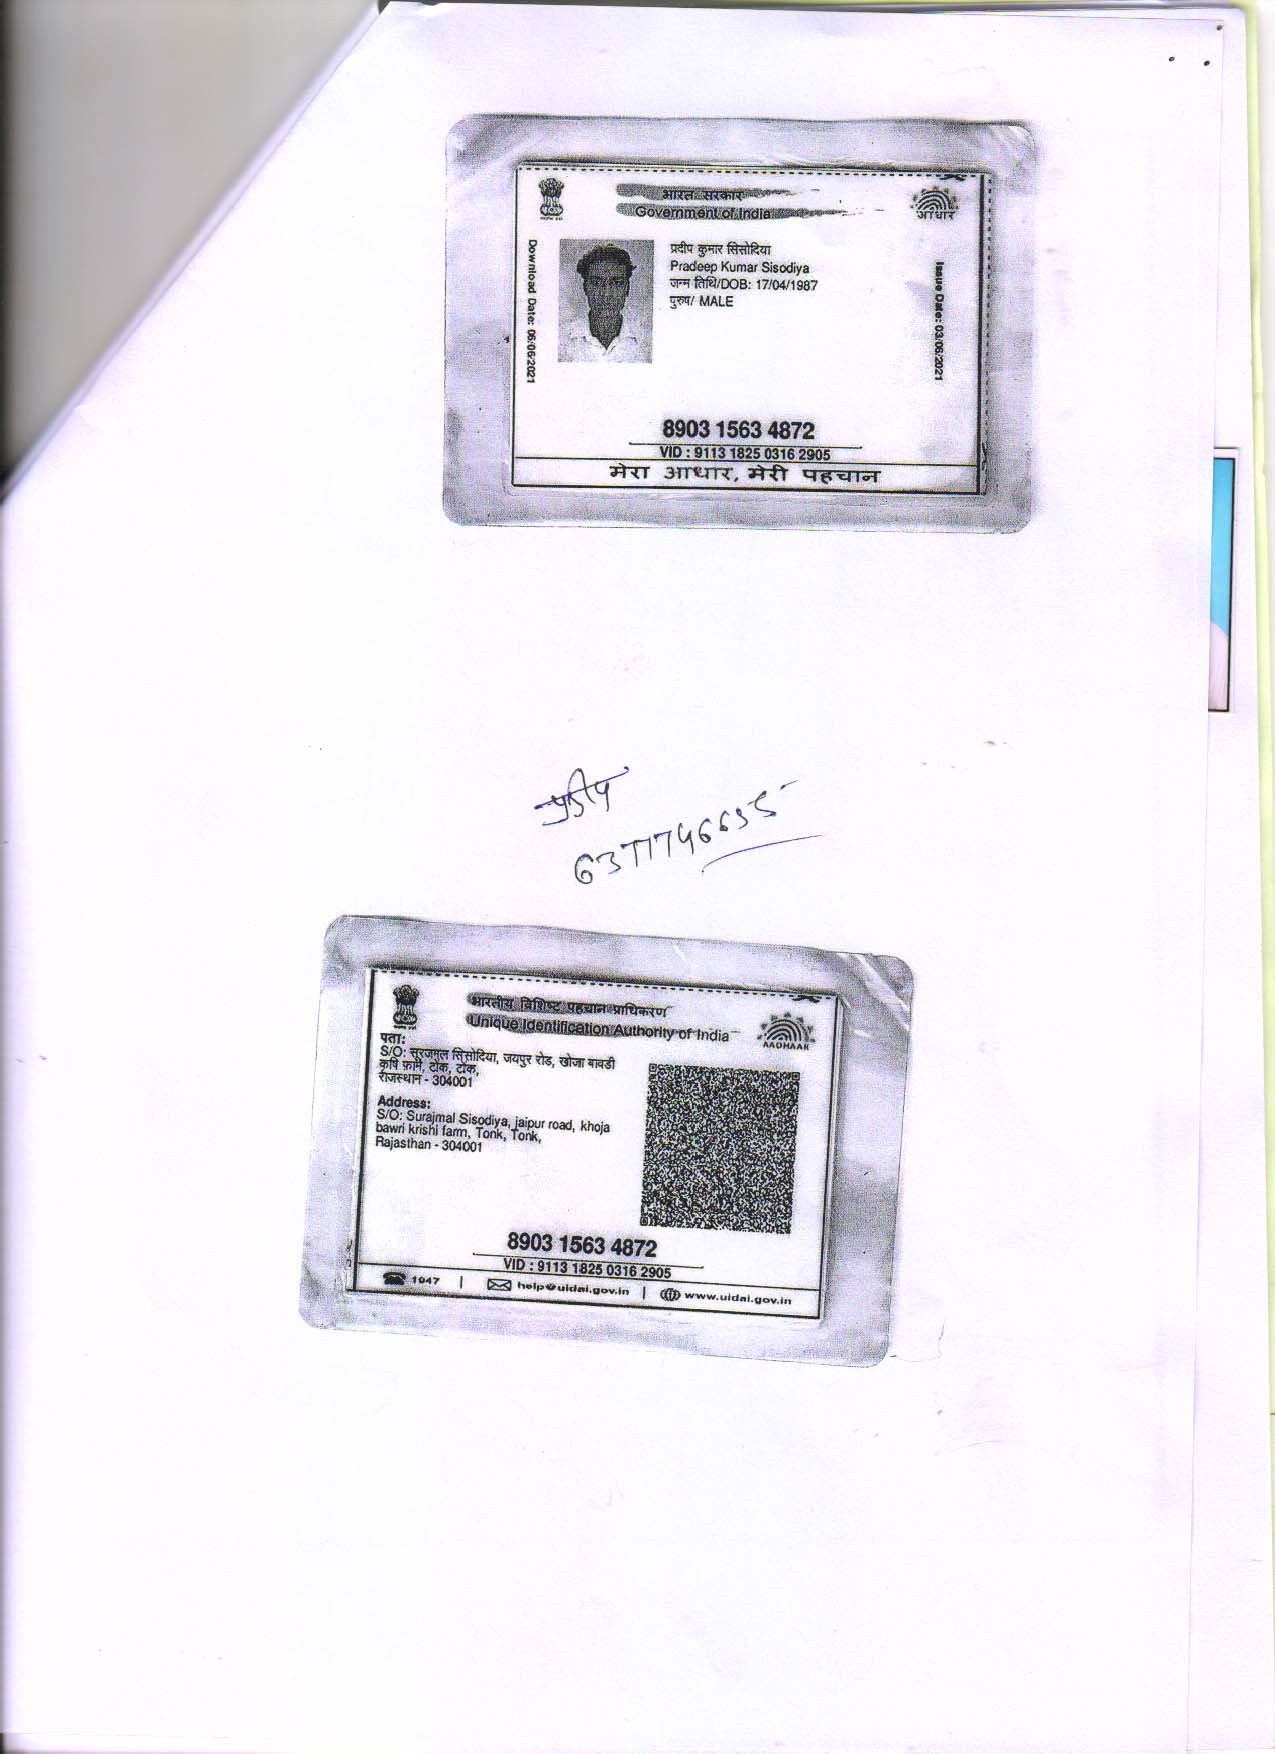 भारत सरकार
Government of India
आधार
प्रदीप कुमार सिसोदिया
Pradeep Kumar Sisodiya
जन्म तिथि/DOB: 17/04/1987
पुरुष/ MALE
Download Date: 06/06/2021
Issue Date: 03/06/2021
8903 1563 4872
VID : 9113 1825 0316 2905
मेरा आधार, मेरी पहचान
प्रदीप
भारतीय विशिष्ट पहचान प्राधिकरण
Unique Identification Authority of India
AADHAAR
पता:
S/O: सूरजमल सिसोदिया, जयपुर रोड, खोजा बावडी
कृषि फ़ार्म, टोंक, टोंक,
राजस्थान - 304001
Address:
S/O: Surajmal Sisodiya, jaipur road, khoja
bawri krishi farm, Tonk, Tonk,
Rajasthan - 304001
8903 1563 4872
VID : 9113 1825 0316 2905
1947 | help@uidai.gov.in | www.uidai.gov.in